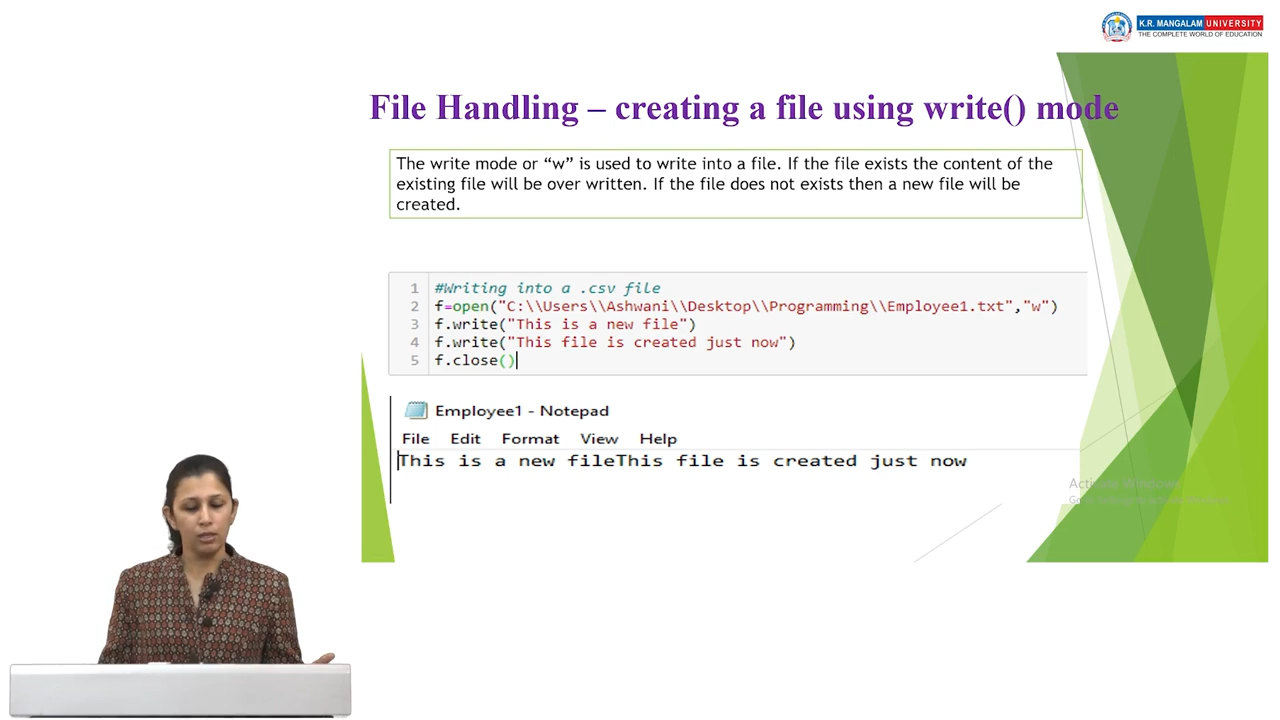 K.R. MANGALAM UNIVERSITY
THE COMPLETE WORLD OF EDUCATION
File Handling – creating a file using write() mode
The write mode or “w” is used to write into a file. If the file exists the content of the
existing file will be over written. If the file does not exists then a new file will be
created.
1 #Writing into a .csv file
2 f=open("C:\\Users\\Ashwani\\Desktop\\Programming\\Employee1.txt","w")
3 f.write("This is a new file")
4 f.write("This file is created just now")
5 f.close()
Employee1 - Notepad
File Edit Format View Help
This is a new fileThis file is created just now
Activate Windows